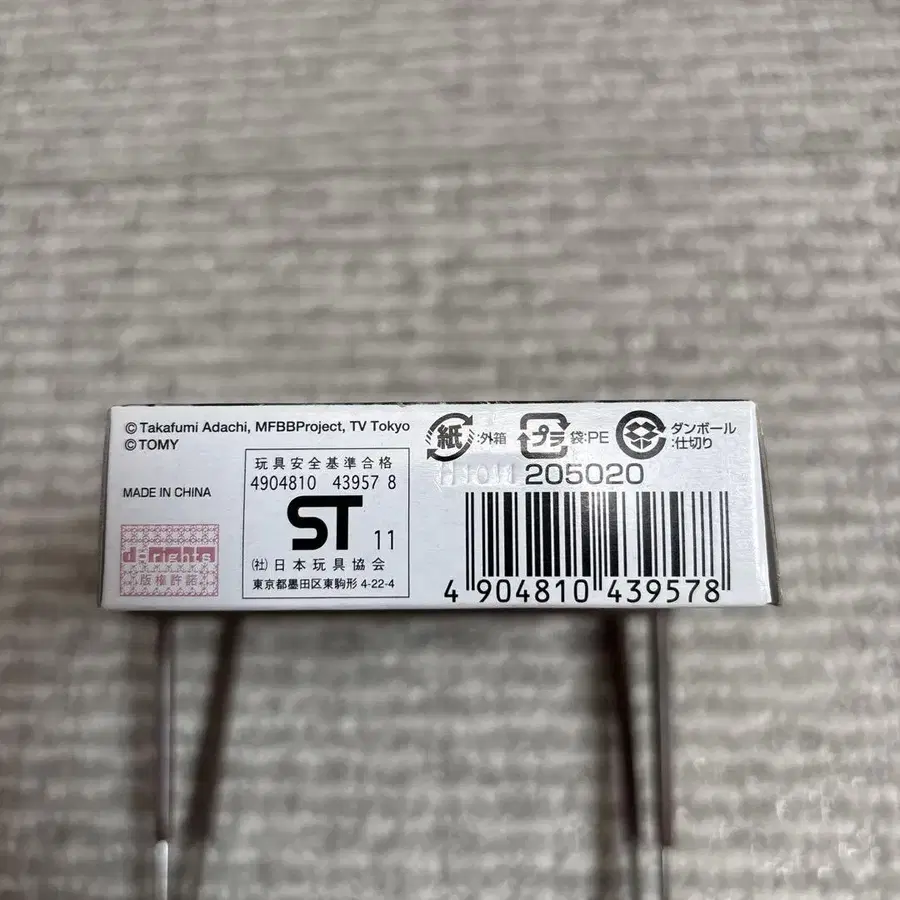 ©Takafumi Adachi, MFBBProject, TV Tokyo
©TOMY
MADE IN CHINA
d-rights
版権許諾
玩具安全基準合格
4904810 43957 8
ST 11
(社)日本玩具協会
東京都墨田区東駒形4-22-4
紙 :外箱
プラ 袋:PE
ダンボール
:仕切り
205020
4 904810 439578